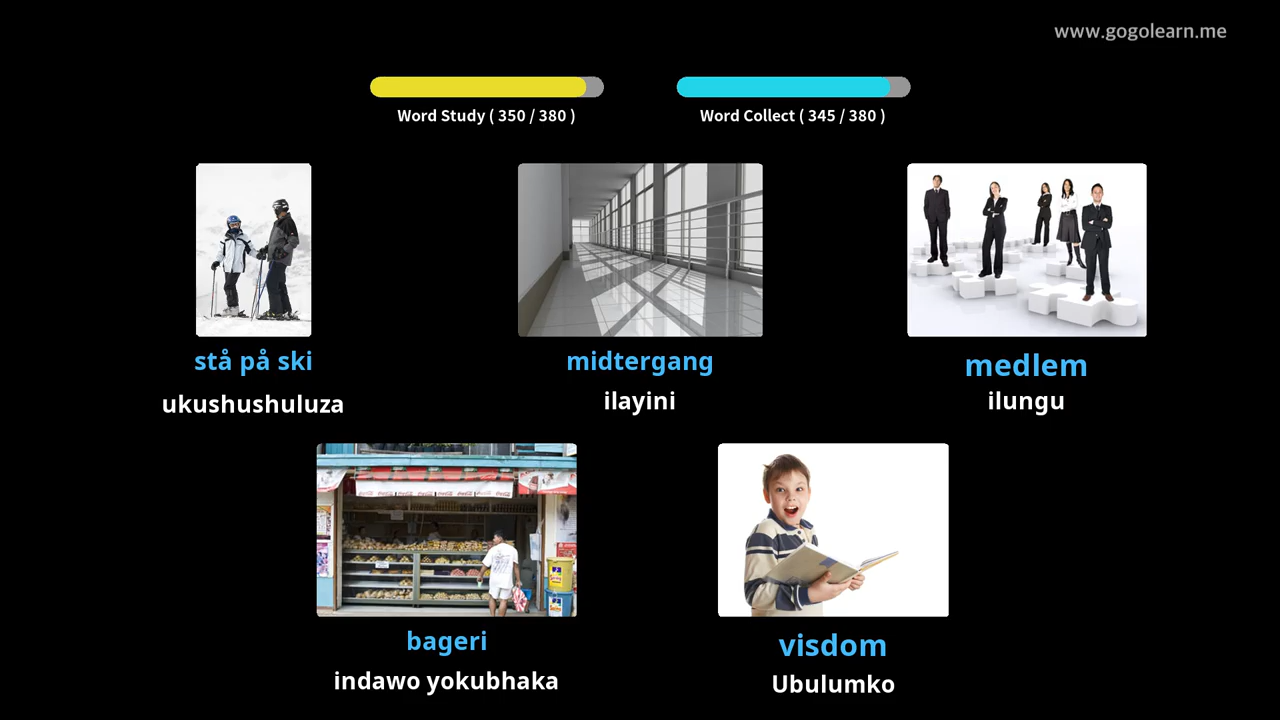 www.gogolearn.me
Word Study ( 350 / 380 )
Word Collect ( 345 / 380 )
stå på ski
ukushushuluza
midtergang
ilayini
medlem
ilungu
bageri
indawo yokubhaka
visdom
Ubulumko